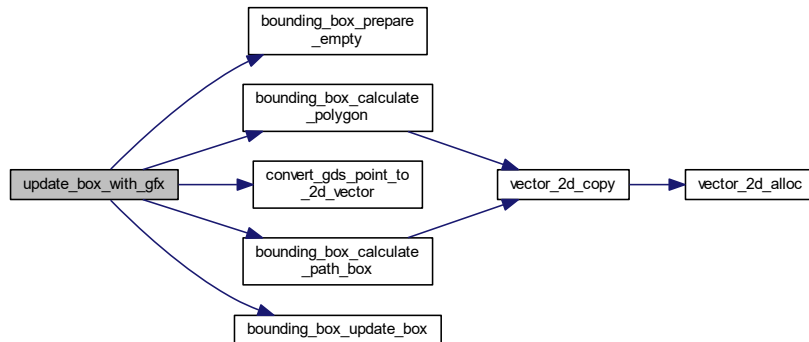 bounding_box_prepare
_empty
bounding_box_calculate
_polygon
update_box_with_gfx
convert_gds_point_to
_2d_vector
vector_2d_copy
vector_2d_alloc
bounding_box_calculate
_path_box
bounding_box_update_box